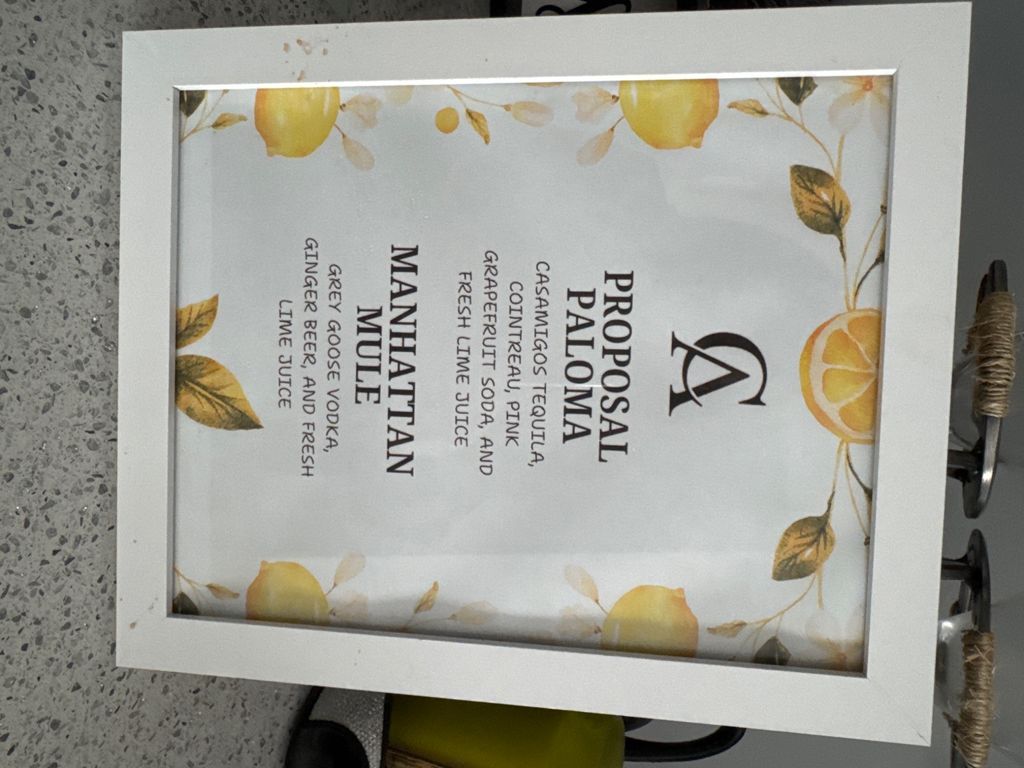 CA
PROPOSAL
PALOMA
CASAMIGOS TEQUILA,
COINTREAU, PINK
GRAPEFRUIT SODA, AND
FRESH LIME JUICE
MANHATTAN
MULE
GREY GOOSE VODKA,
GINGER BEER, AND FRESH
LIME JUICE